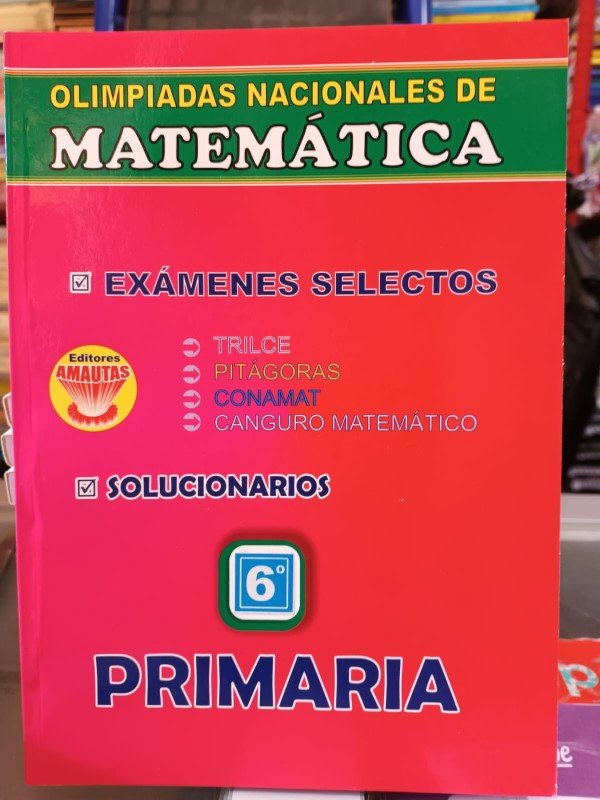 OLIMPIADAS NACIONALES DE
MATEMÁTICA
EXÁMENES SELECTOS
Editores
AMAUTAS
TRILCE
PITÁGORAS
CONAMAT
CANGURO MATEMÁTICO
SOLUCIONARIOS
6°
PRIMARIA